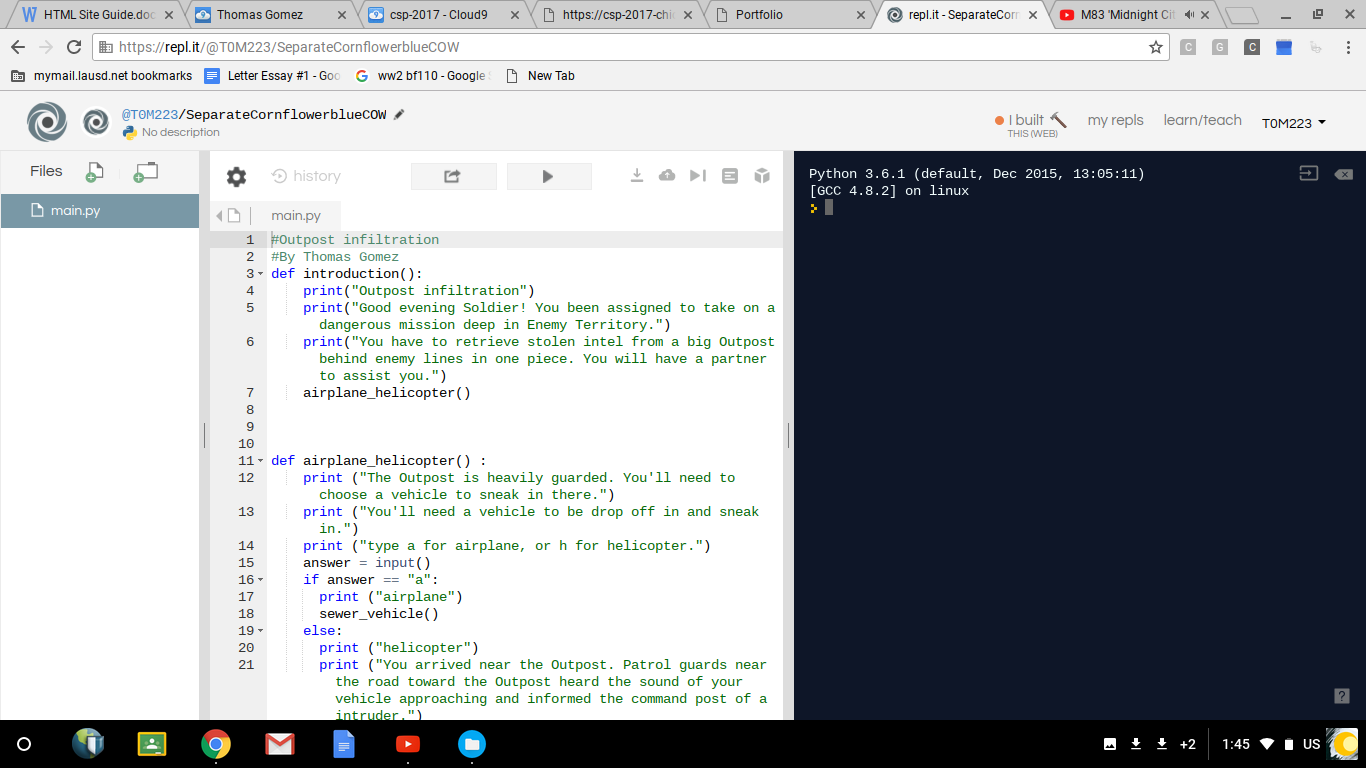 HTML Site Guide.doc
Thomas Gomez
csp-2017 - Cloud9
https://csp-2017-chi
Portfolio
repl.it - SeparateCorn
M83 'Midnight Cit
https://repl.it/@T0M223/SeparateCornflowerblueCOW
C G C
mymail.lausd.net bookmarks
Letter Essay #1 - Goo
ww2 bf110 - Google
New Tab
@T0M223/SeparateCornflowerblueCOW
No description
I built
THIS (WEB)
my repls
learn/teach
T0M223
Files
history
main.py
main.py
1 #Outpost infiltration
2 #By Thomas Gomez
3 def introduction():
4 print("Outpost infiltration")
5 print("Good evening Soldier! You been assigned to take on a
dangerous mission deep in Enemy Territory.")
6 print("You have to retrieve stolen intel from a big Outpost
behind enemy lines in one piece. You will have a partner
to assist you.")
7 airplane_helicopter()
8
9
10
11 def airplane_helicopter() :
12 print ("The Outpost is heavily guarded. You'll need to
choose a vehicle to sneak in there.")
13 print ("You'll need a vehicle to be drop off in and sneak
in.")
14 print ("type a for airplane, or h for helicopter.")
15 answer = input()
16 if answer == "a":
17 print ("airplane")
18 sewer_vehicle()
19 else:
20 print ("helicopter")
21 print ("You arrived near the Outpost. Patrol guards near
the road toward the Outpost heard the sound of your
vehicle approaching and informed the command post of a
intruder.")
Python 3.6.1 (default, Dec 2015, 13:05:11)
[GCC 4.8.2] on linux
?
+2
1:45
US